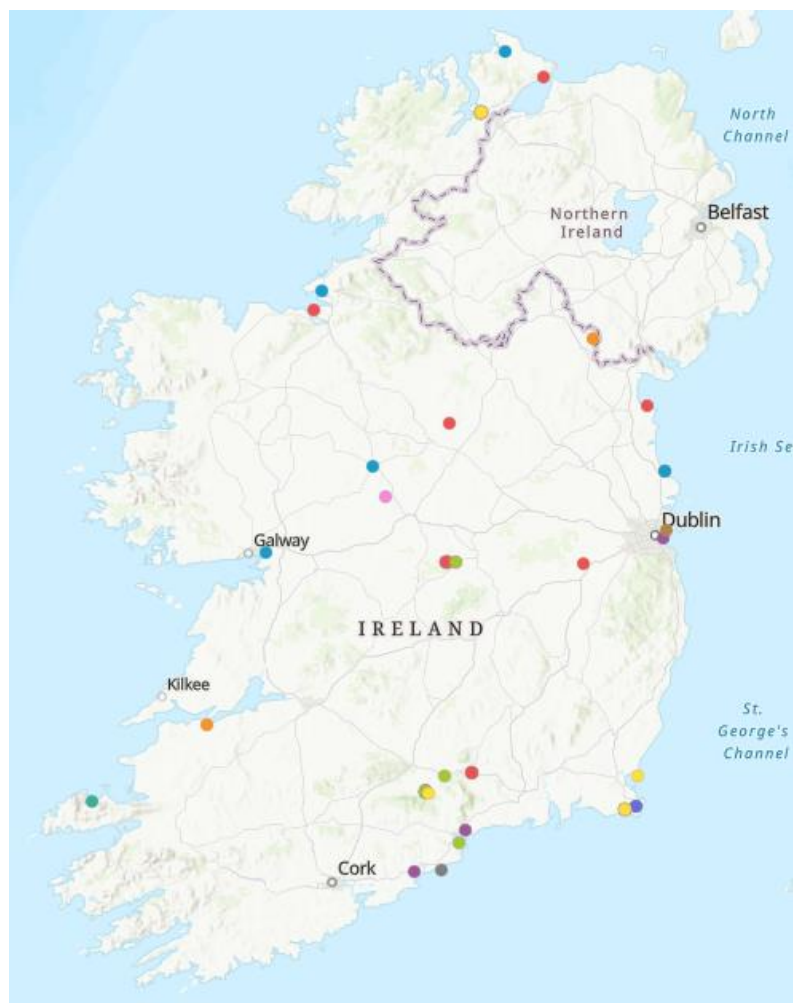 North
Channel
Belfast
Northern
Ireland
Irish Se
Dublin
Galway
IRELAND
Kilkee
St.
George's
Channel
Cork